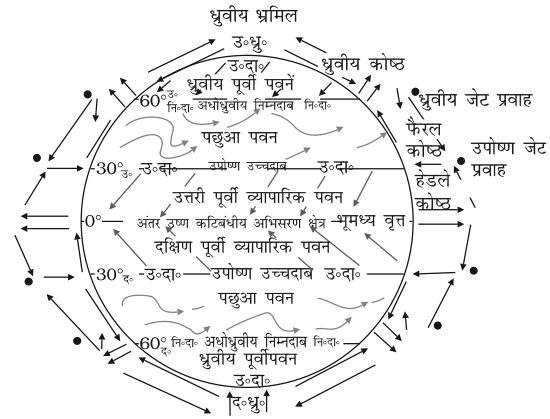 ध्रुवीय भ्रमिल
उ॰ध्रु॰
उ॰दा॰
ध्रुवीय कोष्ठ
ध्रुवीय पूर्वी पवनें
ध्रुवीय जेट प्रवाह
60° उ॰ नि॰दा॰ अधोध्रुवीय निम्नदाब नि॰दा॰
पछुआ पवन
फैरल
कोष्ठ
उपोष्ण जेट
प्रवाह
30° उ॰ उ॰दा॰ उपोष्ण उच्चदाब उ॰दा॰
हेडले
कोष्ठ
उत्तरी पूर्वी व्यापारिक पवन
0° अंतर उष्ण कटिबंधीय अभिसरण क्षेत्र भूमध्य वृत्त
दक्षिण पूर्वी व्यापारिक पवन
30° द॰ उ॰दा॰ उपोष्ण उच्चदाब उ॰दा॰
पछुआ पवन
60° द॰ नि॰दा॰ अधोध्रुवीय निम्नदाब नि॰दा॰
ध्रुवीय पूर्वीपवन
उ॰दा॰
द॰ध्रु॰